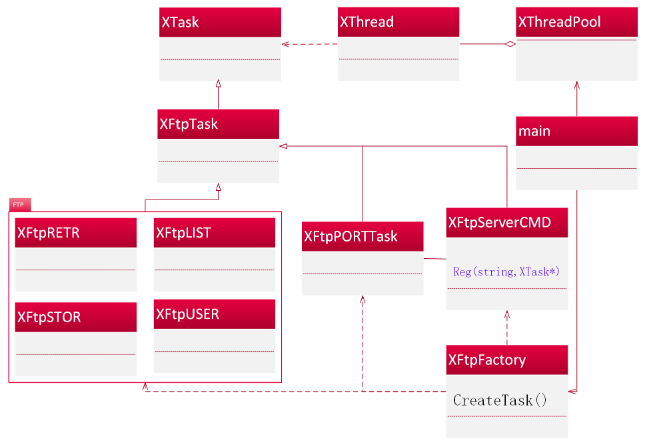 XTask
XThread
XThreadPool
XFtpTask
main
FTP
XFtpRETR
XFtpLIST
XFtpPORTTask
XFtpServerCMD
Reg(string,XTask*)
XFtpSTOR
XFtpUSER
XFtpFactory
CreateTask()